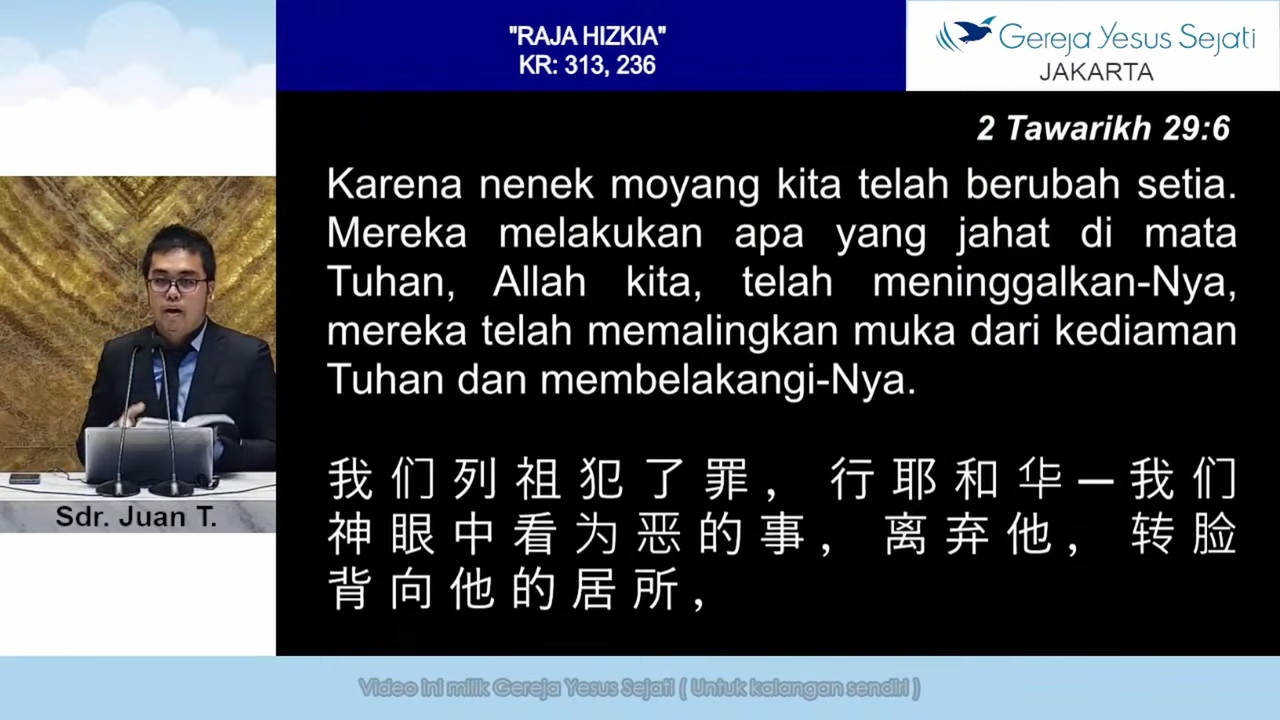 "RAJA HIZKIA"
KR: 313, 236
Gereja Yesus Sejati
JAKARTA
2 Tawarikh 29:6
Karena nenek moyang kita telah berubah setia.
Mereka melakukan apa yang jahat di mata
Tuhan, Allah kita, telah meninggalkan-Nya,
mereka telah memalingkan muka dari kediaman
Tuhan dan membelakangi-Nya.
我们列祖犯了罪，行耶和华—我们
神眼中看为恶的事，离弃他，转脸
背向他的居所，
Sdr. Juan T.
Video ini milik Gereja Yesus Sejati ( Untuk kalangan sendiri )